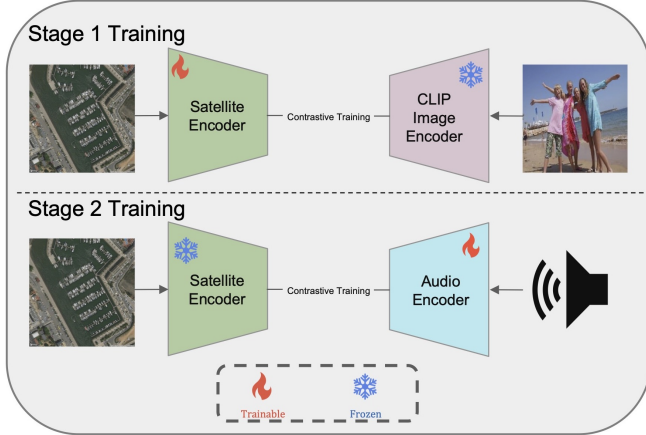 Stage 1 Training
Satellite
Encoder
Contrastive Training
CLIP
Image
Encoder
Stage 2 Training
Satellite
Encoder
Contrastive Training
Audio
Encoder
Trainable
Frozen